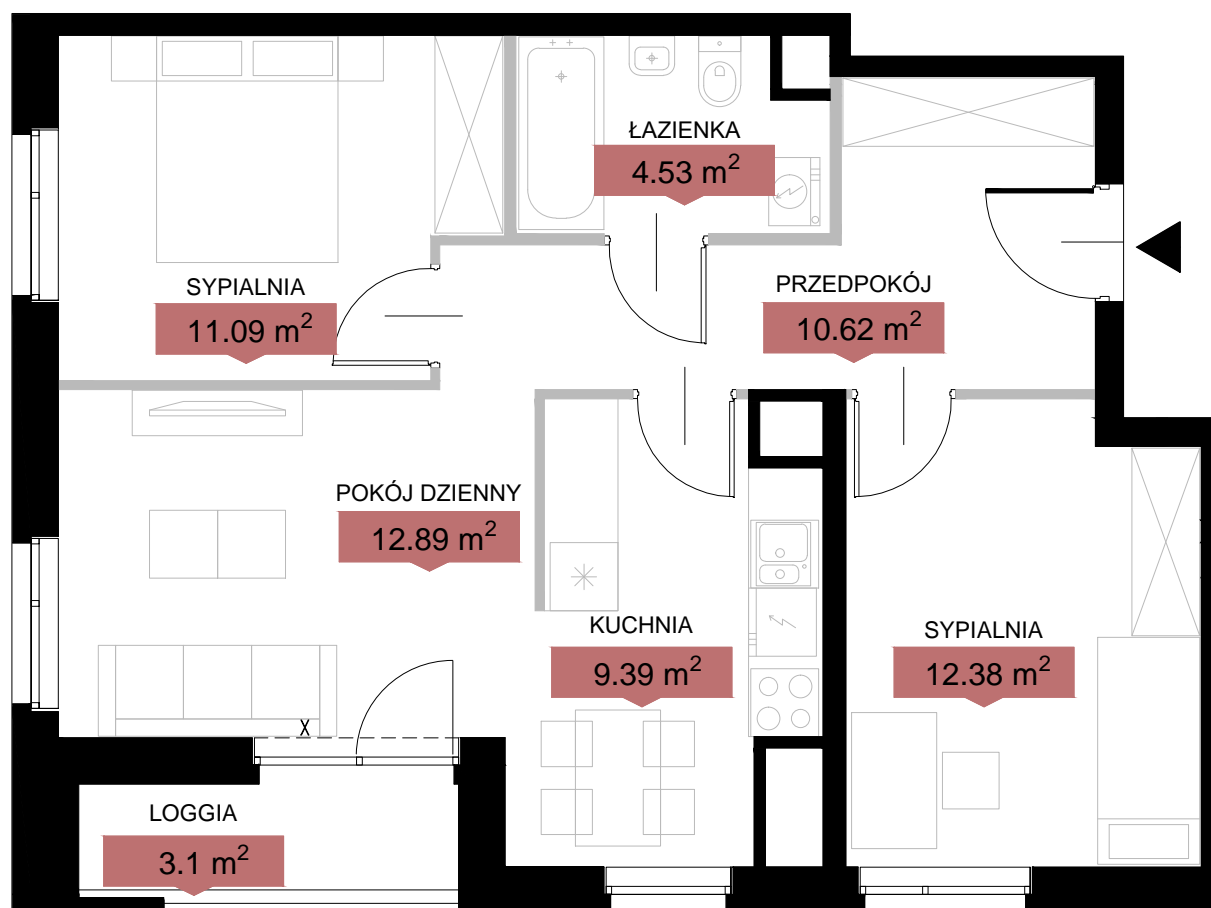 ŁAZIENKA
4.53 m²
SYPIALNIA
11.09 m²
PRZEDPOKÓJ
10.62 m²
POKÓJ DZIENNY
12.89 m²
KUCHNIA
9.39 m²
SYPIALNIA
12.38 m²
X
LOGGIA
3.1 m²